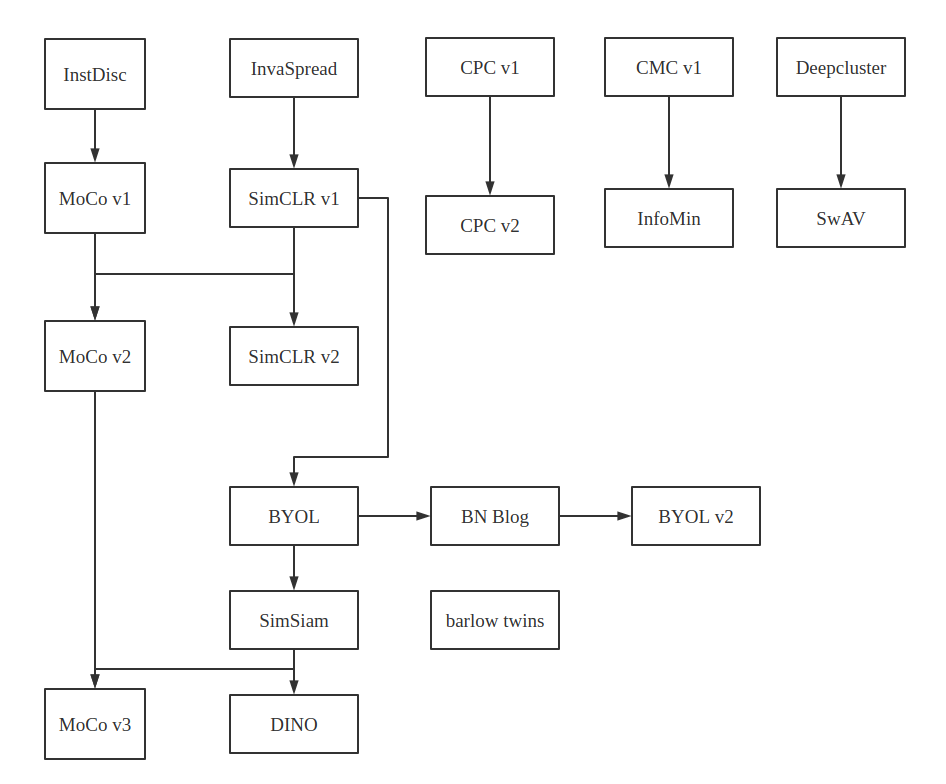 InstDisc
InvaSpread
CPC v1
CMC v1
Deepcluster
MoCo v1
SimCLR v1
CPC v2
InfoMin
SwAV
MoCo v2
SimCLR v2
BYOL
BN Blog
BYOL v2
SimSiam
barlow twins
MoCo v3
DINO